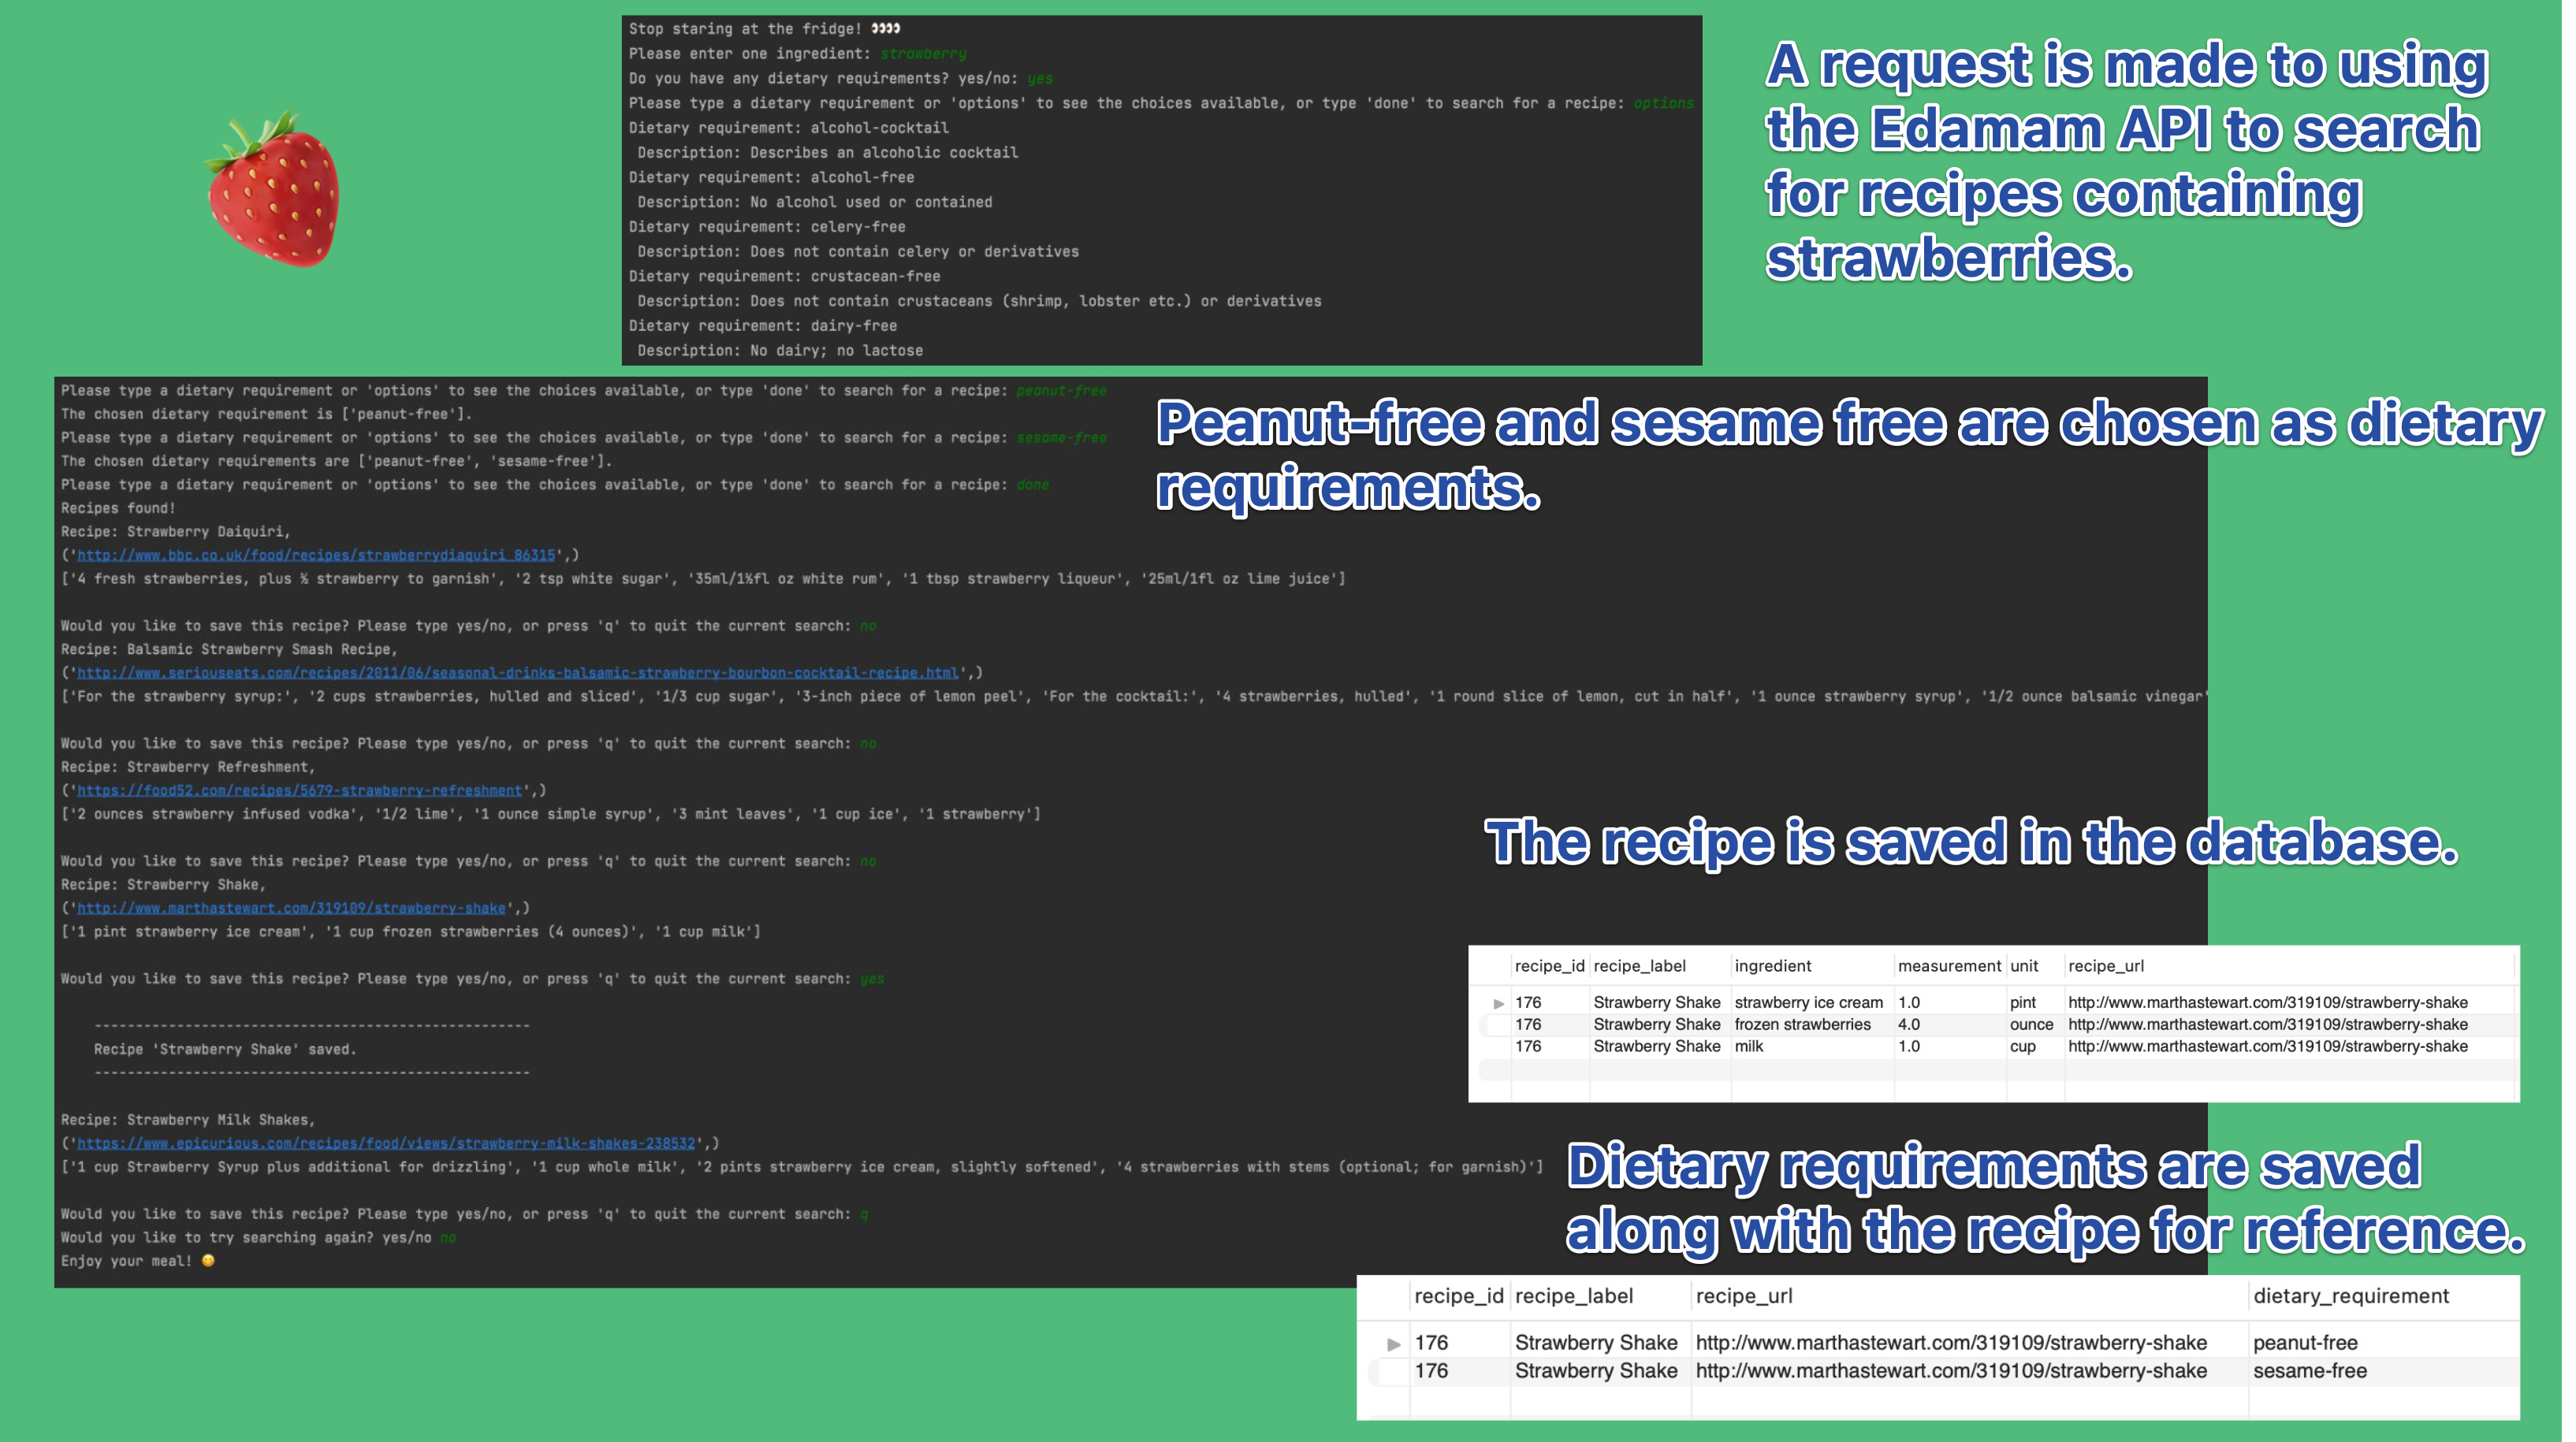 Stop staring at the fridge! 👀👀
Please enter one ingredient: strawberry
Do you have any dietary requirements? yes/no: yes
Please type a dietary requirement or 'options' to see the choices available, or type 'done' to search for a recipe: options
Dietary requirement: alcohol-cocktail
Description: Describes an alcoholic cocktail
Dietary requirement: alcohol-free
Description: No alcohol used or contained
Dietary requirement: celery-free
Description: Does not contain celery or derivatives
Dietary requirement: crustacean-free
Description: Does not contain crustaceans (shrimp, lobster etc.) or derivatives
Dietary requirement: dairy-free
Description: No dairy; no lactose
A request is made to using
the Edamam API to search
for recipes containing
strawberries.
Please type a dietary requirement or 'options' to see the choices available, or type 'done' to search for a recipe: peanut-free
The chosen dietary requirement is ['peanut-free'].
Please type a dietary requirement or 'options' to see the choices available, or type 'done' to search for a recipe: sesame-free
The chosen dietary requirements are ['peanut-free', 'sesame-free'].
Please type a dietary requirement or 'options' to see the choices available, or type 'done' to search for a recipe: done
Peanut-free and sesame free are chosen as dietary
requirements.
Recipes found!
Recipe: Strawberry Daiquiri,
('http://www.bbc.co.uk/food/recipes/strawberrydiaquiri_86315',)
['4 fresh strawberries, plus ½ strawberry to garnish', '2 tsp white sugar', '35ml/1¼fl oz white rum', '1 tbsp strawberry liqueur', '25ml/1fl oz lime juice']
Would you like to save this recipe? Please type yes/no, or press 'q' to quit the current search: no
Recipe: Balsamic Strawberry Smash Recipe,
('http://www.seriouseats.com/recipes/2011/06/seasonal-drinks-balsamic-strawberry-bourbon-cocktail-recipe.html',)
['For the strawberry syrup:', '2 cups strawberries, hulled and sliced', '1/3 cup sugar', '3-inch piece of lemon peel', 'For the cocktail:', '4 strawberries, hulled', '1 round slice of lemon, cut in half', '1 ounce strawberry syrup', '1/2 ounce balsamic vinegar'
Would you like to save this recipe? Please type yes/no, or press 'q' to quit the current search: no
Recipe: Strawberry Refreshment,
('https://food52.com/recipes/5679-strawberry-refreshment',)
['2 ounces strawberry infused vodka', '1/2 lime', '1 ounce simple syrup', '3 mint leaves', '1 cup ice', '1 strawberry']
Would you like to save this recipe? Please type yes/no, or press 'q' to quit the current search: no
Recipe: Strawberry Shake,
('http://www.marthastewart.com/319109/strawberry-shake',)
['1 pint strawberry ice cream', '1 cup frozen strawberries (4 ounces)', '1 cup milk']
Would you like to save this recipe? Please type yes/no, or press 'q' to quit the current search: yes
----------------------------------------------------
Recipe 'Strawberry Shake' saved.
----------------------------------------------------
The recipe is saved in the database.
recipe_id recipe_label ingredient measurement unit recipe_url
176 Strawberry Shake strawberry ice cream 1.0 pint http://www.marthastewart.com/319109/strawberry-shake
176 Strawberry Shake frozen strawberries 4.0 ounce http://www.marthastewart.com/319109/strawberry-shake
176 Strawberry Shake milk 1.0 cup http://www.marthastewart.com/319109/strawberry-shake
Recipe: Strawberry Milk Shakes,
('https://www.epicurious.com/recipes/food/views/strawberry-milk-shakes-238532',)
['1 cup Strawberry Syrup plus additional for drizzling', '1 cup whole milk', '2 pints strawberry ice cream, slightly softened', '4 strawberries with stems (optional; for garnish)']
Would you like to save this recipe? Please type yes/no, or press 'q' to quit the current search: q
Would you like to try searching again? yes/no no
Enjoy your meal! 😋
Dietary requirements are saved
along with the recipe for reference.
recipe_id recipe_label recipe_url dietary_requirement
176 Strawberry Shake http://www.marthastewart.com/319109/strawberry-shake peanut-free
176 Strawberry Shake http://www.marthastewart.com/319109/strawberry-shake sesame-free